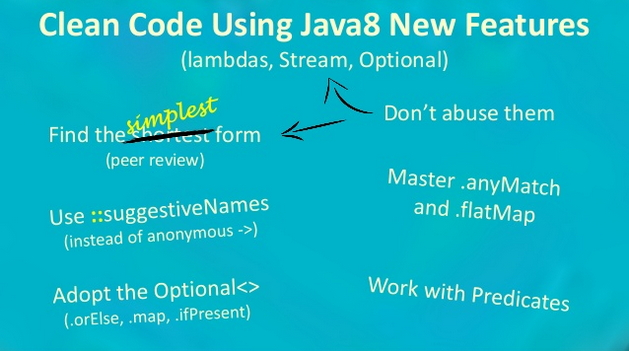 Clean Code Using Java8 New Features
(lambdas, Stream, Optional)
simplest
Find the shortest form
(peer review)
Don't abuse them
Use ::suggestiveNames
(instead of anonymous ->)
Master .anyMatch
and .flatMap
Adopt the Optional<>
(.orElse, .map, .ifPresent)
Work with Predicates